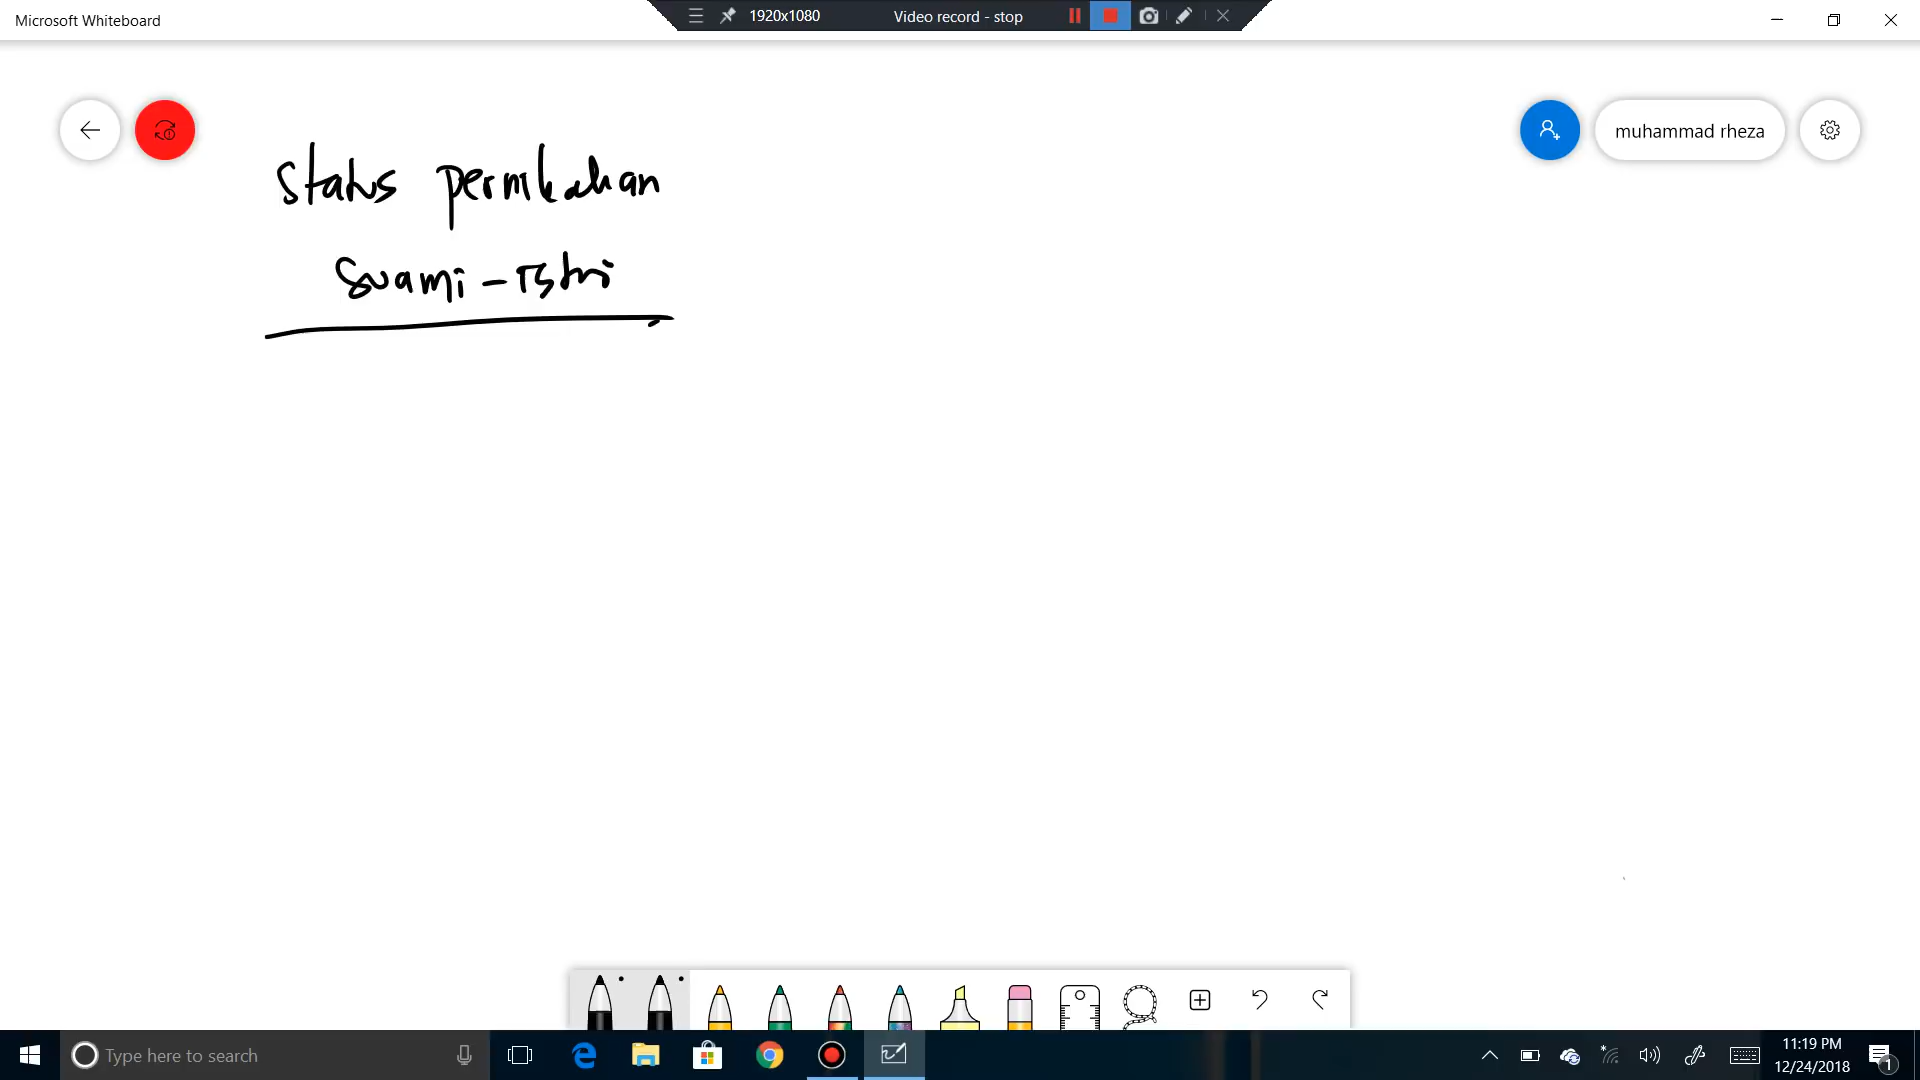 Microsoft Whiteboard
1920x1080
Video record - stop
muhammad rheza
Status pernikahan
Suami - Istri
Type here to search
11:19 PM
12/24/2018
1